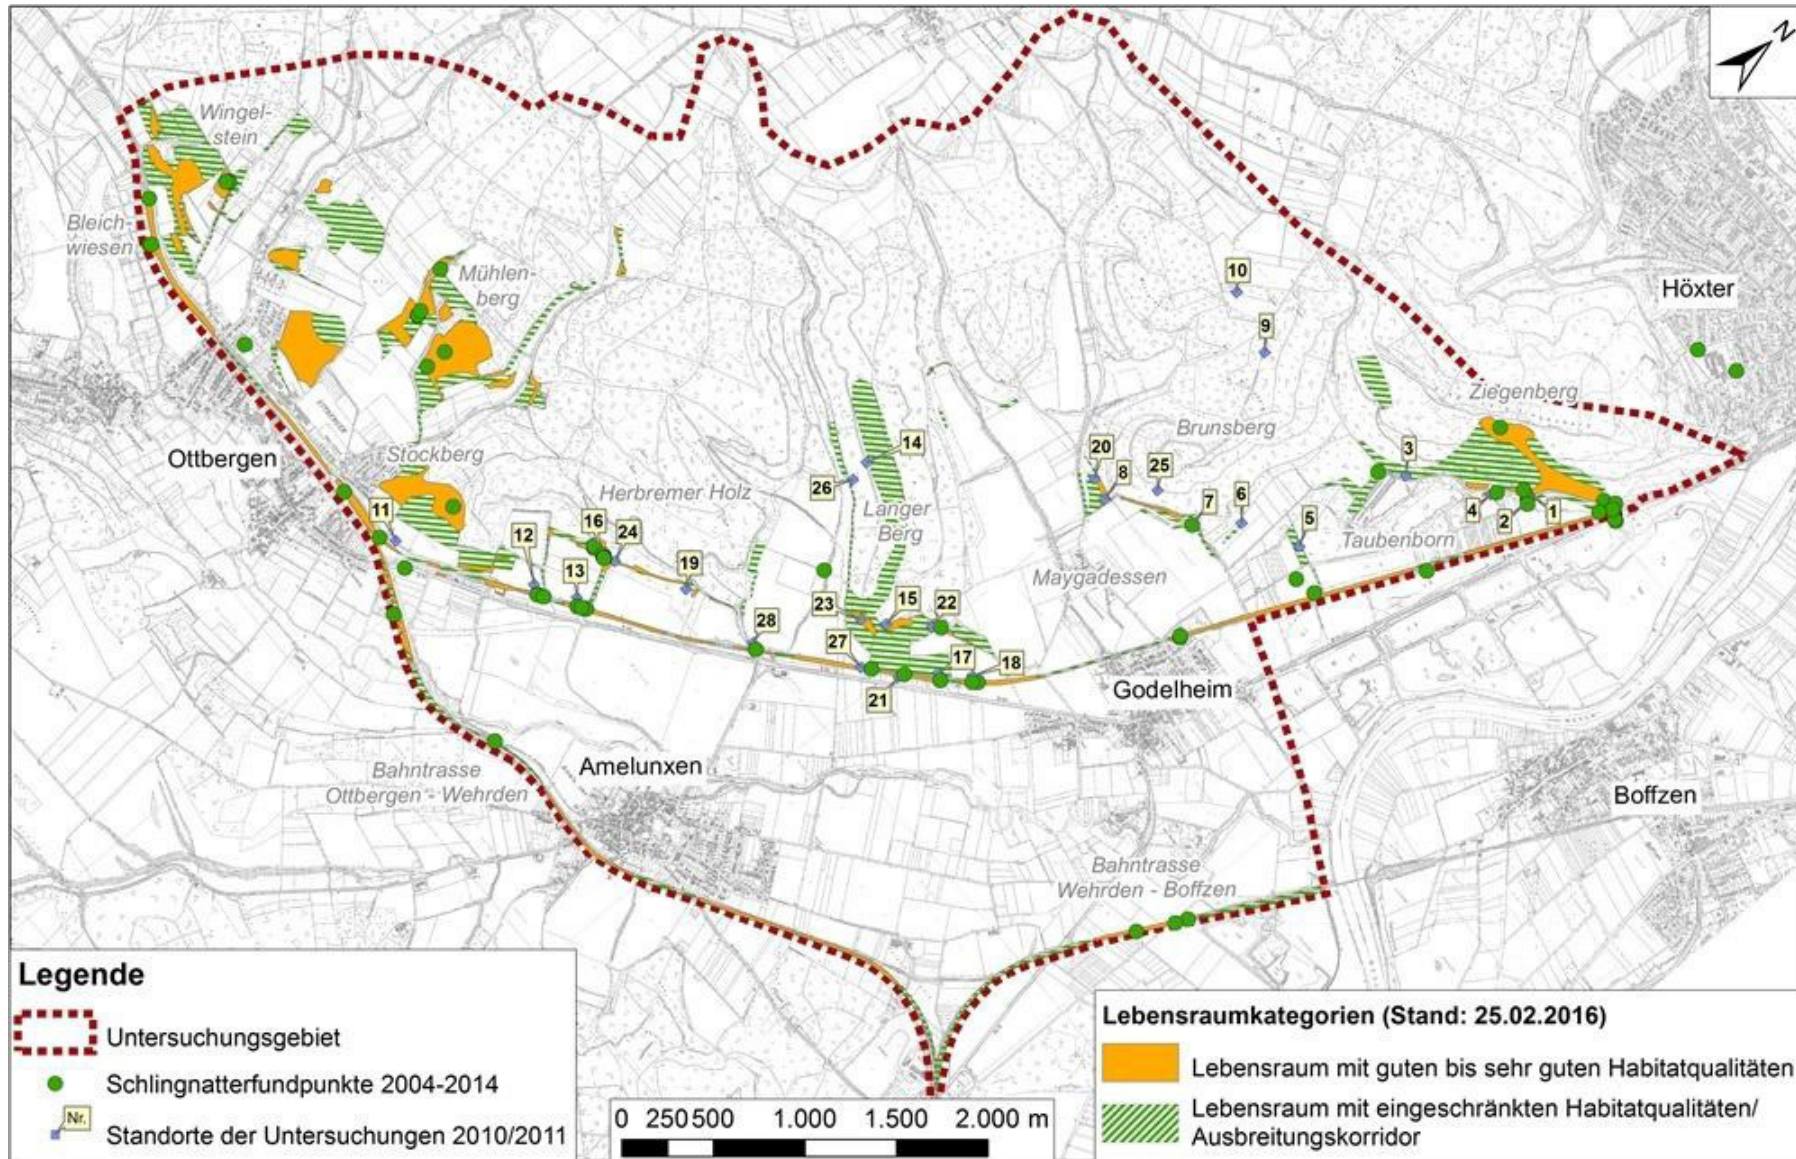 N
Wingel-
stein
Bleich-
wiesen
Mühlen-
berg
Höxter
10
9
Ziegenberg
Ottbergen
Stockberg
Brunsberg
3
14
20
8
25
26
Herbremer Holz
Langer
Berg
7
6
5
4
2
1
Taubenborn
11
12
16
24
13
19
Maygadessen
23
15
22
28
27
17
18
21
Godelheim
Amelunxen
Bahntrasse
Ottbergen - Wehrden
Boffzen
Bahntrasse
Wehrden - Boffzen
Legende
Untersuchungsgebiet
Schlingnatterfundpunkte 2004-2014
Nr.
Standorte der Untersuchungen 2010/2011
0 250 500 1.000 1.500 2.000 m
Lebensraumkategorien (Stand: 25.02.2016)
Lebensraum mit guten bis sehr guten Habitatqualitäten
Lebensraum mit eingeschränkten Habitatqualitäten/
Ausbreitungskorridor